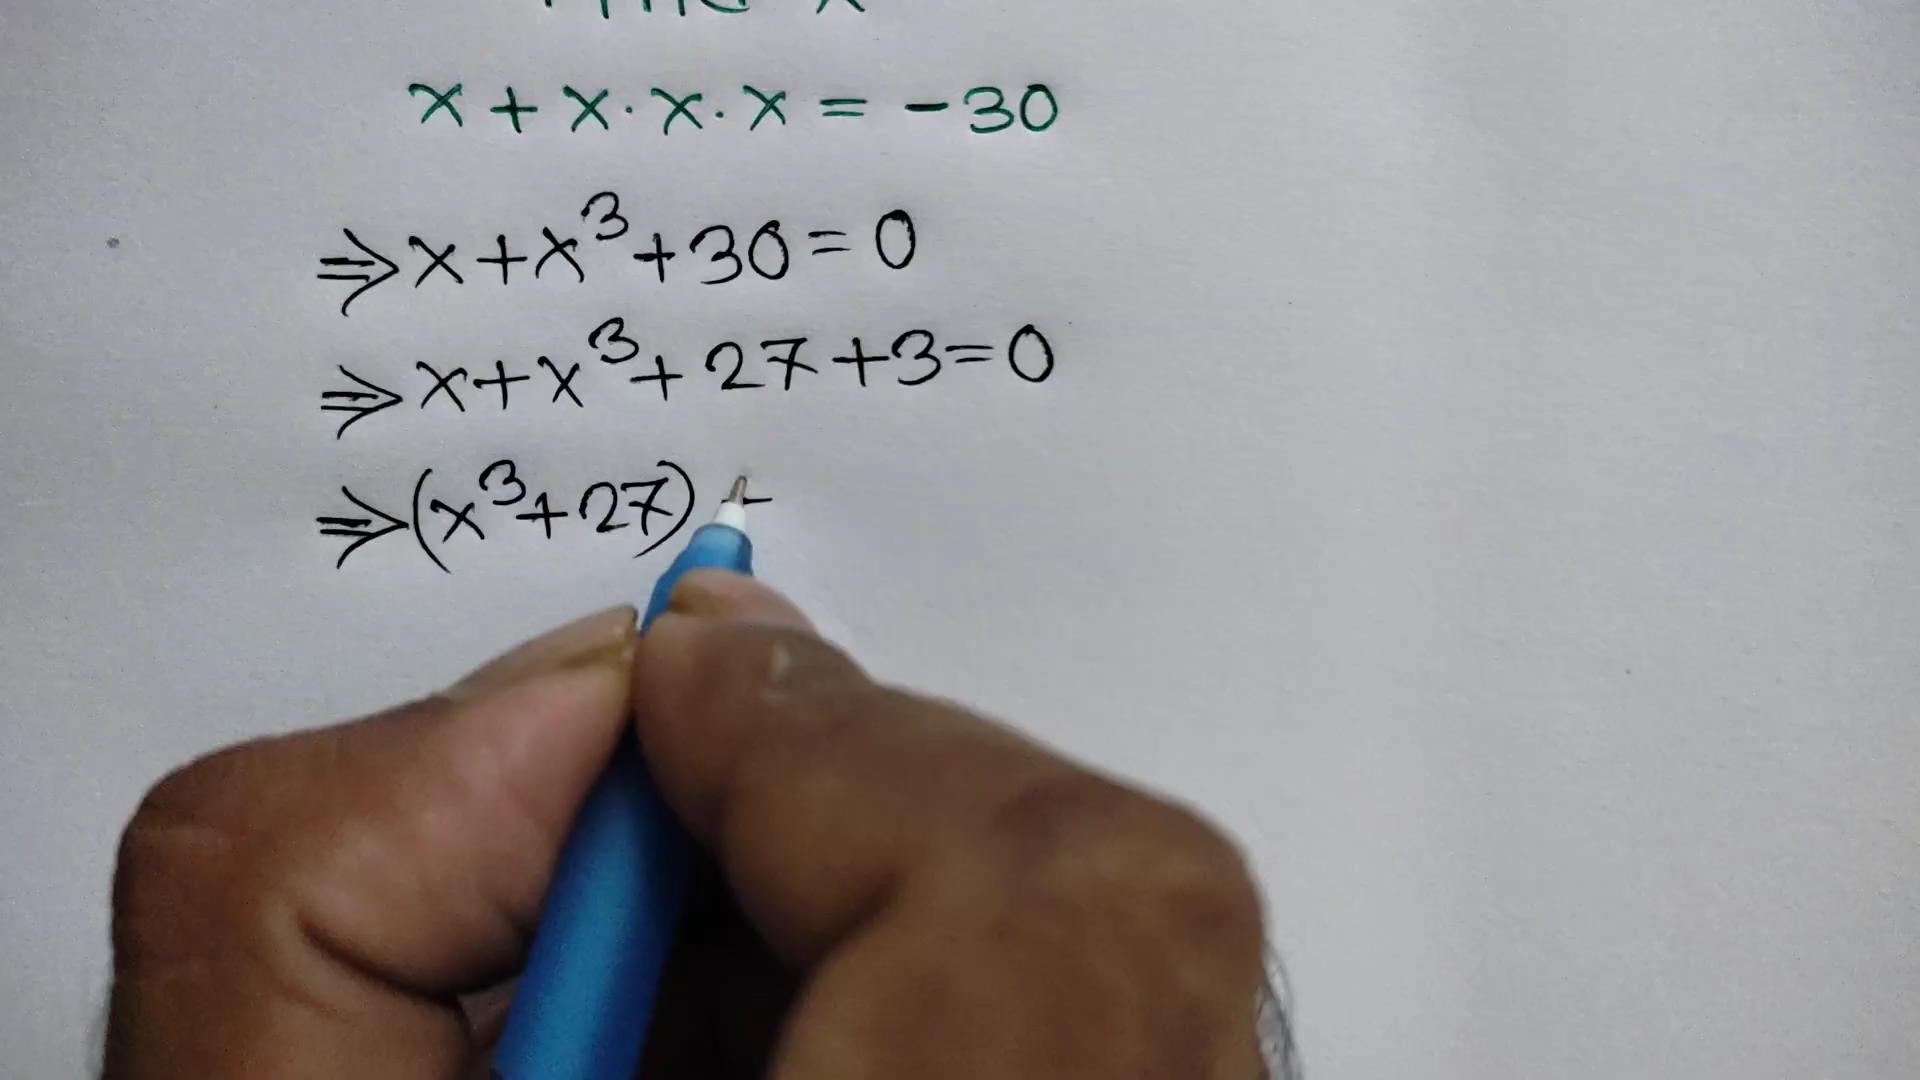 x + x · x · x = -30
⇒ x + x³ + 30 = 0
⇒ x + x³ + 27 + 3 = 0
⇒ (x³ + 27) +